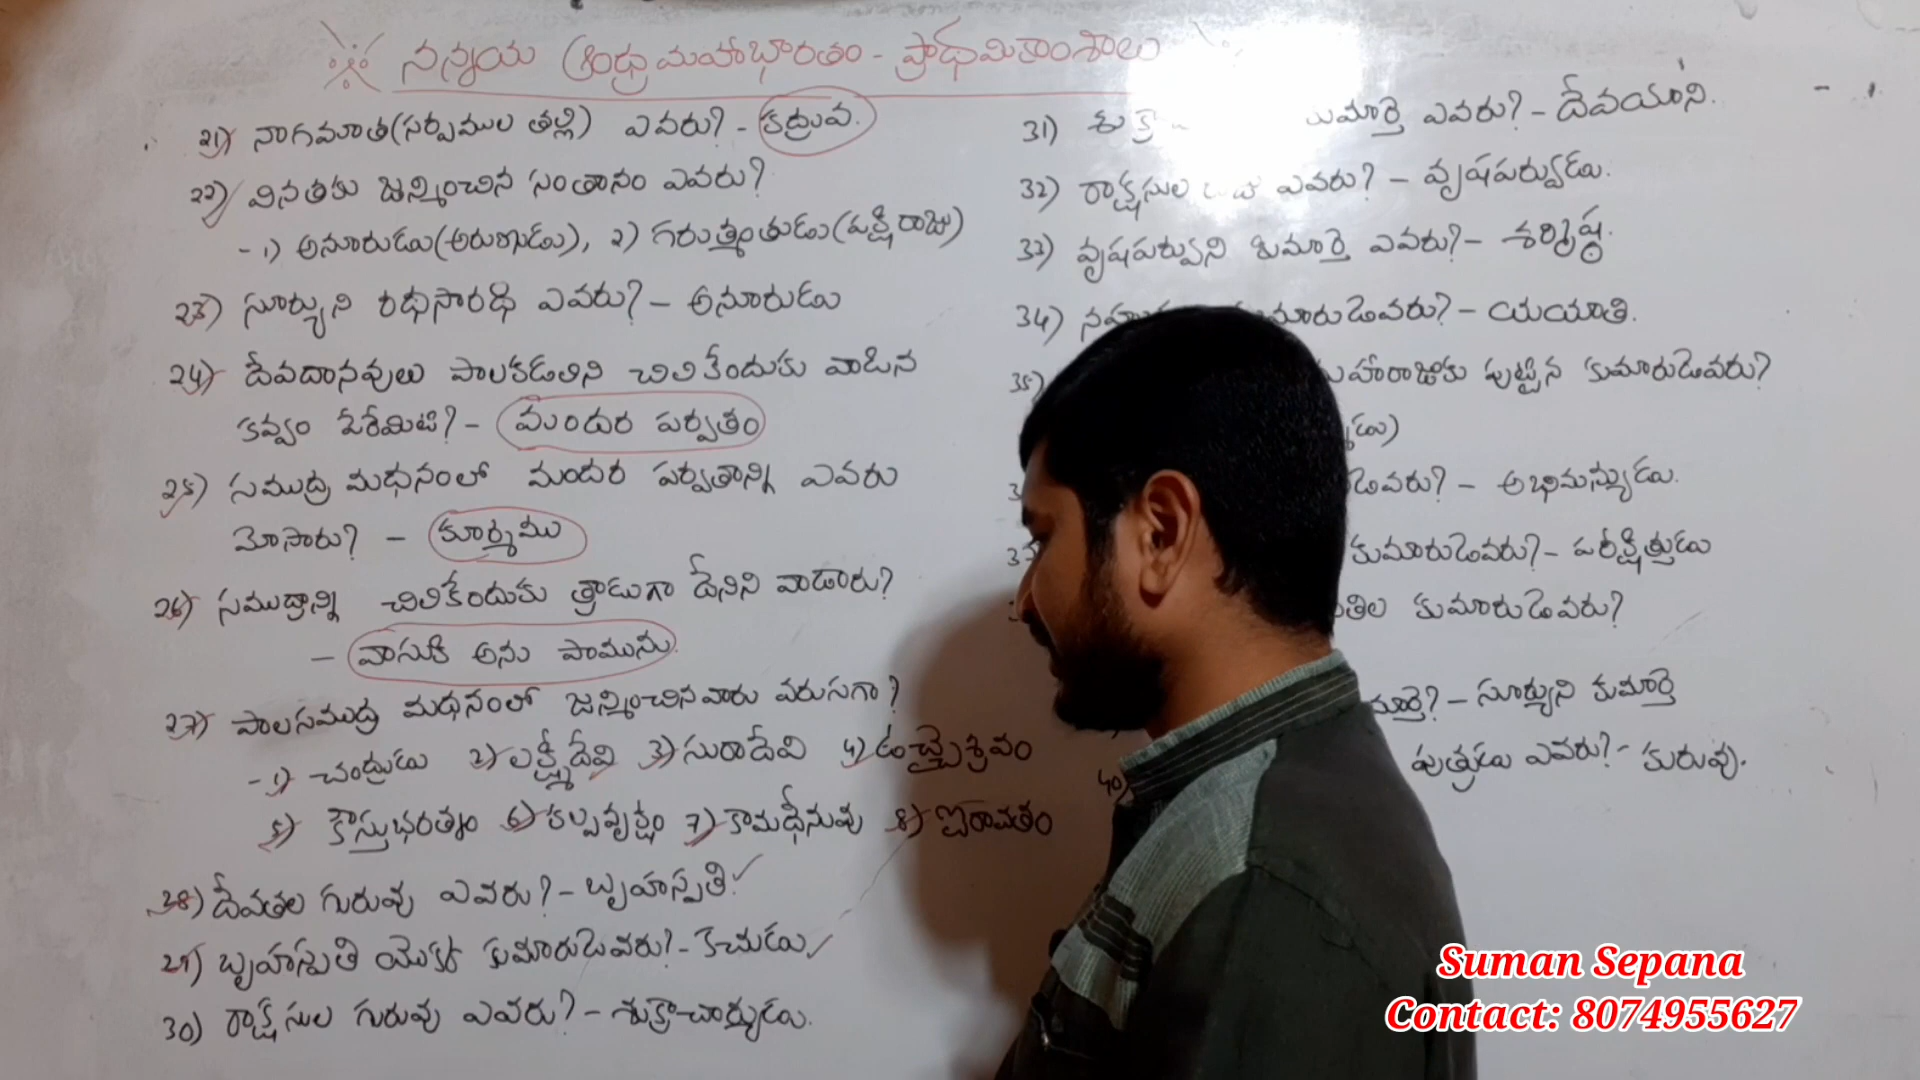 నన్నయ ఆంధ్రమహాభారతం - ప్రాథమికాంశాలు
21) నాగమాత(సర్పముల తల్లి) ఎవరు? - కద్రువ.
22) వినతకు జన్మించిన సంతానం ఎవరు?
- 1) అనూరుడు(అరుణుడు), 2) గరుత్మంతుడు(పక్షిరాజు)
23) సూర్యుని రథసారథి ఎవరు? - అనూరుడు
24) దేవదానవులు పాలకడలిని చిలికేందుకు వాడిన
కవ్వం పేరేమిటి? - మందర పర్వతం
25) సముద్ర మథనంలో మందర పర్వతాన్ని ఎవరు
మోసారు? - కూర్మము
26) సముద్రాన్ని చిలికేందుకు త్రాడుగా దేనిని వాడారు?
- వాసుకి అను పామును.
27) పాలసముద్ర మథనంలో జన్మించినవారు వరుసగా?
- 1) చంద్రుడు 2) లక్ష్మీదేవి 3) సురాదేవి 4) ఉచ్చైశ్రవం
5) కౌస్తుభరత్నం 6) కల్పవృక్షం 7) కామధేనువు 8) ఐరావతం
28) దేవతల గురువు ఎవరు? - బృహస్పతి.
29) బృహస్పతి యొక్క కుమారుడెవరు? - కచుడు.
30) రాక్షసుల గురువు ఎవరు? - శుక్రాచార్యుడు.
31) శుక్రా ఎవరు? - దేవయాని.
32) రాక్షసుల ఎవరు? - వృషపర్వుడు.
33) వృషపర్వుని కుమార్తె ఎవరు? - శర్మిష్ఠ.
34) మారుడెవరు? - యయాతి.
35) మహారాజుకు పుట్టిన కుమారుడెవరు?
డెవరు? - అభిమన్యుడు.
కుమారుడెవరు? - పరీక్షిత్తుడు
కుమారుడెవరు?
మార్తె? - సూర్యుని కుమార్తె
40) పుత్రుడు ఎవరు? - కురువు.
Suman Sepana
Contact: 8074955627